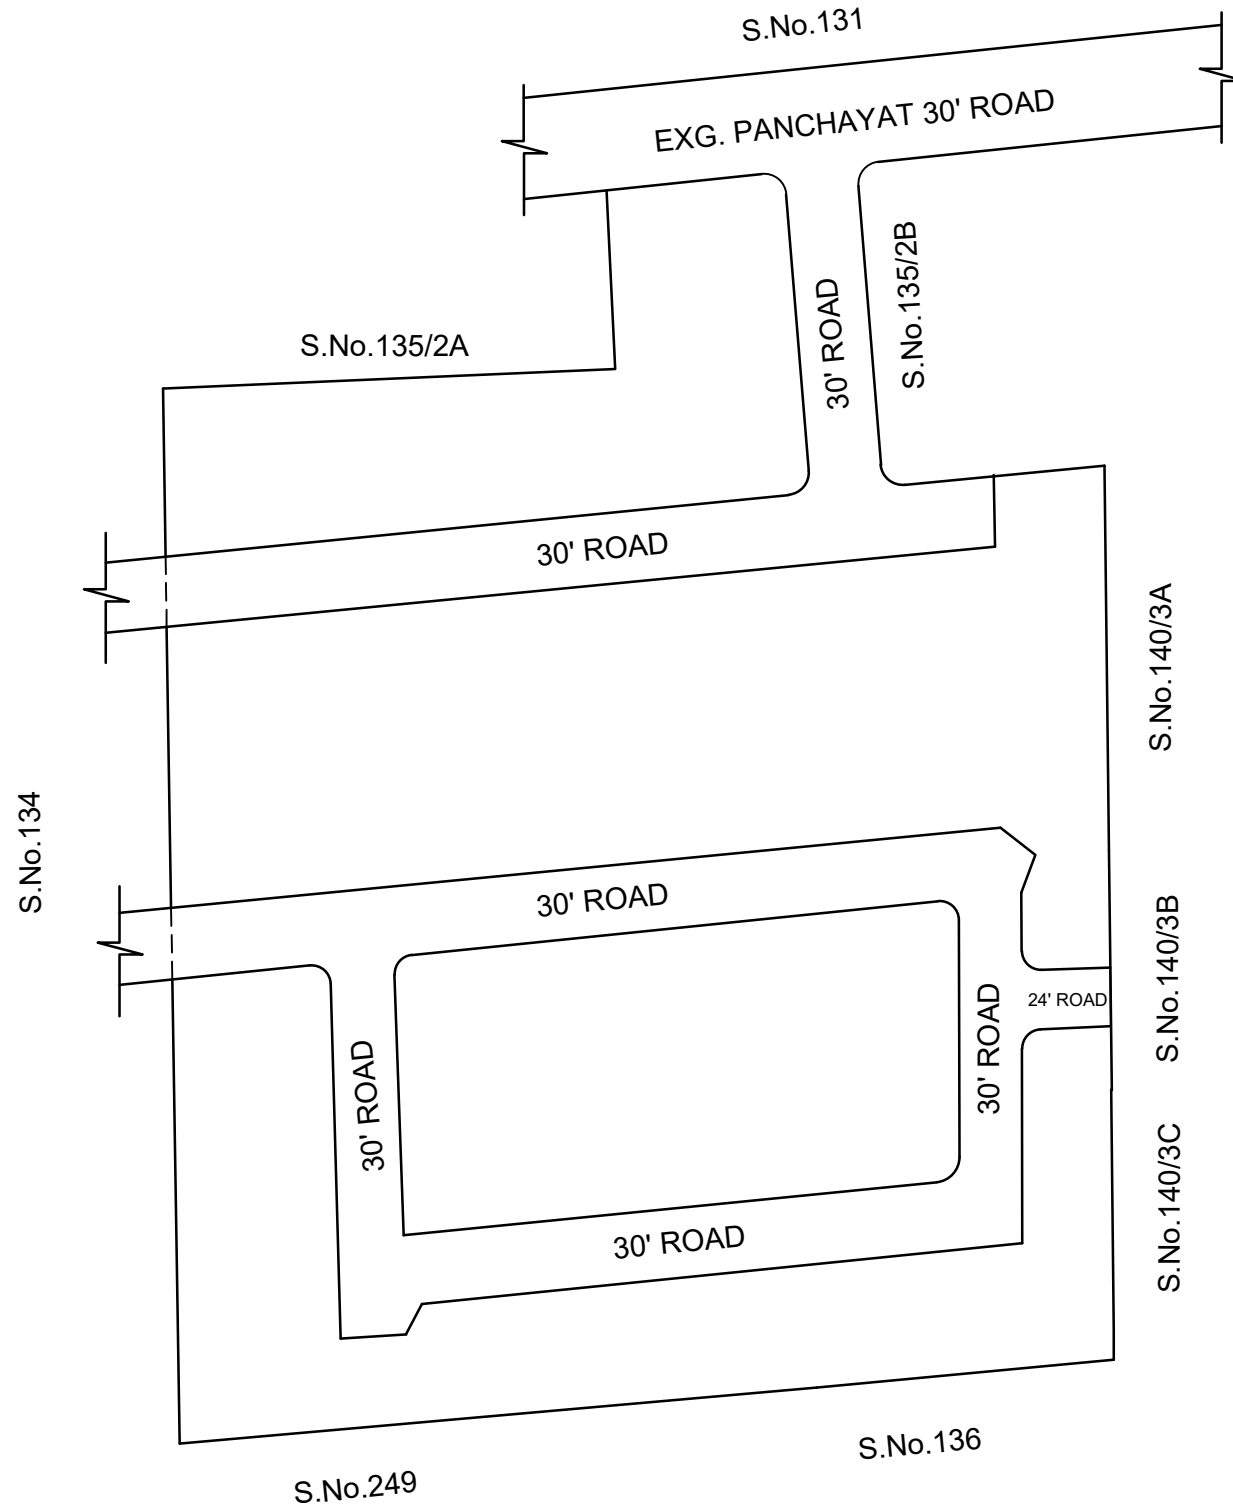 S.No.131
EXG. PANCHAYAT 30' ROAD
S.No.135/2B
30' ROAD
S.No.135/2A
30' ROAD
S.No.140/3A
S.No.134
30' ROAD
S.No.140/3B
30' ROAD
24' ROAD
30' ROAD
S.No.140/3C
30' ROAD
S.No.136
S.No.249